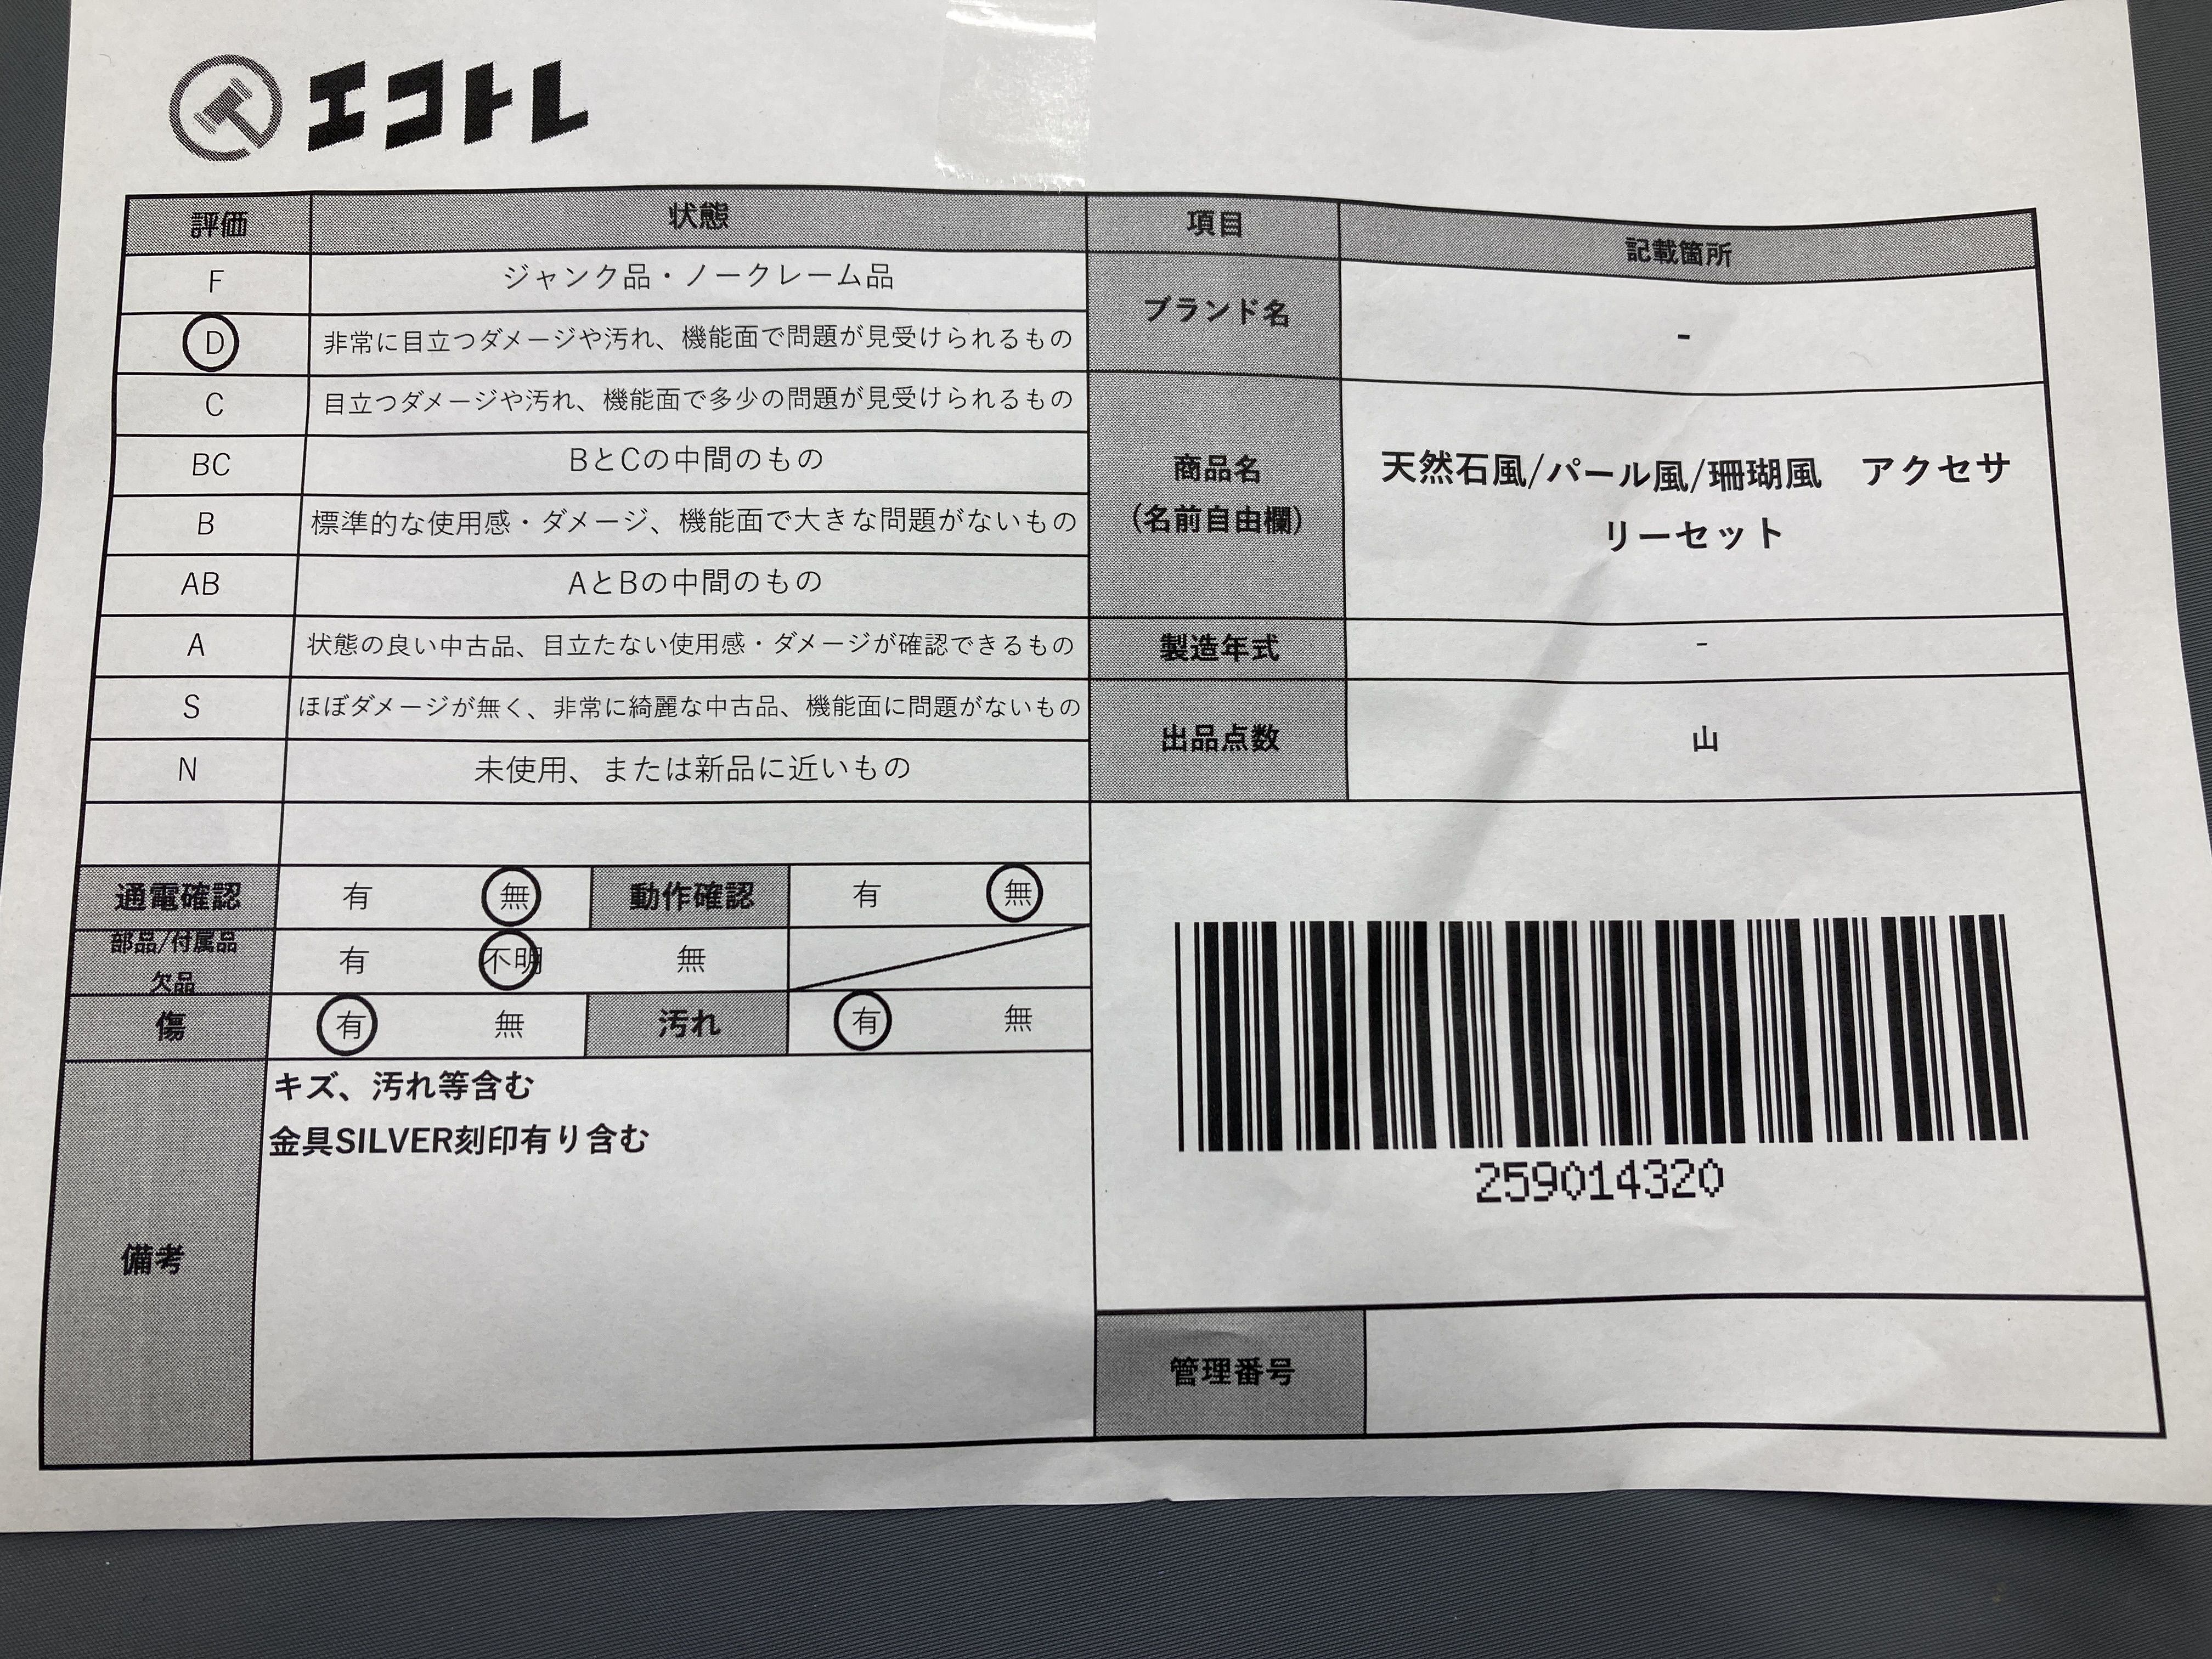 エコトレ
評価 状態 項目 記載箇所
F ジャンク品・ノークレーム品
D 非常に目立つダメージや汚れ、機能面で問題が見受けられるもの
C 目立つダメージや汚れ、機能面で多少の問題が見受けられるもの
BC BとCの中間のもの
B 標準的な使用感・ダメージ、機能面で大きな問題がないもの
AB AとBの中間のもの
A 状態の良い中古品、目立たない使用感・ダメージが確認できるもの
S ほぼダメージが無く、非常に綺麗な中古品、機能面に問題がないもの
N 未使用、または新品に近いもの
通電確認 有 無 動作確認 有 無
部品/付属品
欠品 有 不明 無
傷 有 無 汚れ 有 無
備考
キズ、汚れ等含む
金具SILVER刻印有り含む
ブランド名 -
商品名
(名前自由欄)
天然石風/パール風/珊瑚風 アクセサ
リーセット
製造年式 -
出品点数 山
259014320
管理番号